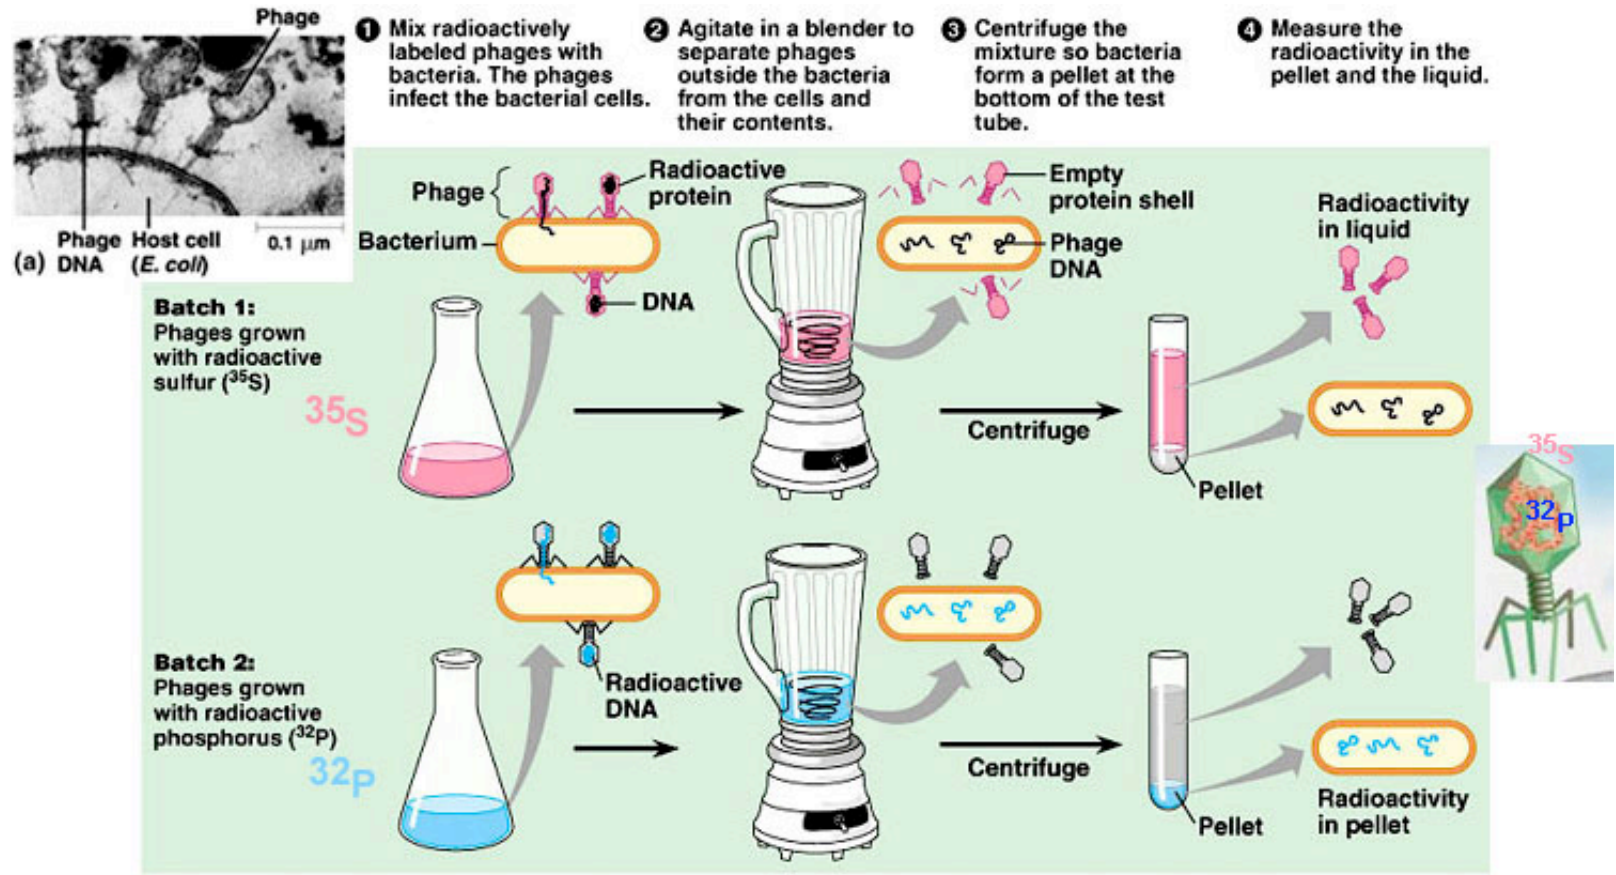 Phage
Phage Host cell
DNA (E. coli)
(a)
0.1 μm
1 Mix radioactively
labeled phages with
bacteria. The phages
infect the bacterial cells.
2 Agitate in a blender to
separate phages
outside the bacteria
from the cells and
their contents.
3 Centrifuge the
mixture so bacteria
form a pellet at the
bottom of the test
tube.
4 Measure the
radioactivity in the
pellet and the liquid.
Batch 1:
Phages grown
with radioactive
sulfur (³⁵S)
³⁵S
Phage
Radioactive
protein
Bacterium
DNA
Empty
protein shell
Phage
DNA
Centrifuge
Radioactivity
in liquid
Pellet
³⁵S
³²P
Batch 2:
Phages grown
with radioactive
phosphorus (³²P)
³²P
Radioactive
DNA
Centrifuge
Pellet
Radioactivity
in pellet